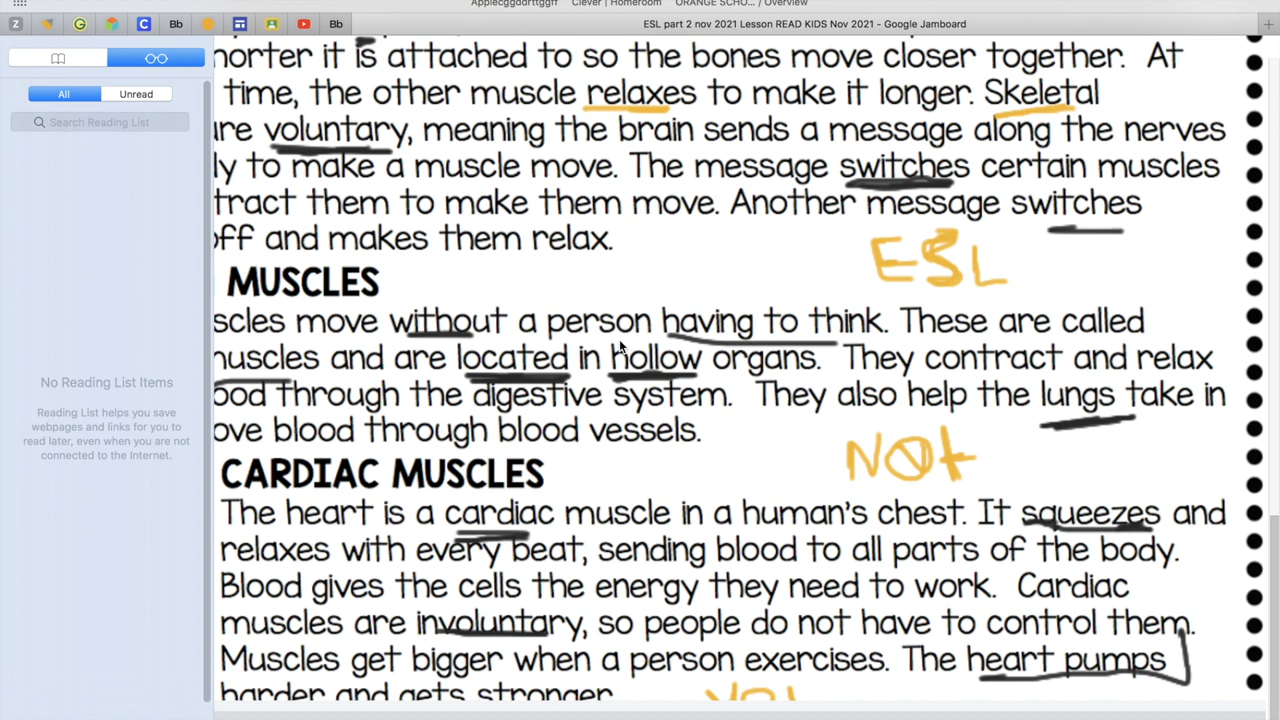 Applecggddrttggff Clever | Homeroom ORANGE SCHO... / Overview
ESL part 2 nov 2021 Lesson READ KIDS Nov 2021 - Google Jamboard
All Unread
Search Reading List
No Reading List Items
Reading List helps you save
webpages and links for you to
read later, even when you are not
connected to the Internet.
horter it is attached to so the bones move closer together. At
time, the other muscle relaxes to make it longer. Skeletal
re voluntary, meaning the brain sends a message along the nerves
ly to make a muscle move. The message switches certain muscles
tract them to make them move. Another message switches
off and makes them relax.
ESL
MUSCLES
scles move without a person having to think. These are called
muscles and are located in hollow organs. They contract and relax
ood through the digestive system. They also help the lungs take in
ove blood through blood vessels.
NOt
CARDIAC MUSCLES
The heart is a cardiac muscle in a human's chest. It squeezes and
relaxes with every beat, sending blood to all parts of the body.
Blood gives the cells the energy they need to work. Cardiac
muscles are involuntary, so people do not have to control them.
Muscles get bigger when a person exercises. The heart pumps
harder and gets stronger.